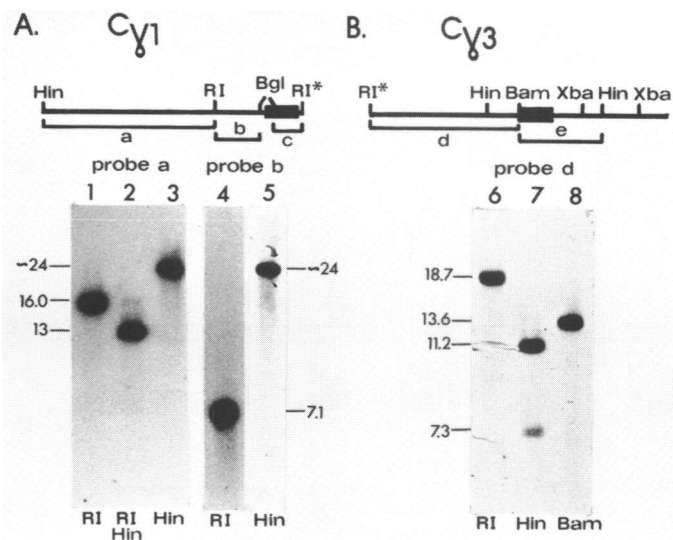 A. Cγ1
Hin RI Bgl RI*
a b c
probe a probe b
1 2 3 4 5
~24
16.0
13
~24
7.1
RI RI Hin RI Hin
Hin
B. Cγ3
RI* Hin Bam Xba Hin Xba
d e
probe d
6 7 8
18.7
13.6
11.2
7.3
RI Hin Bam